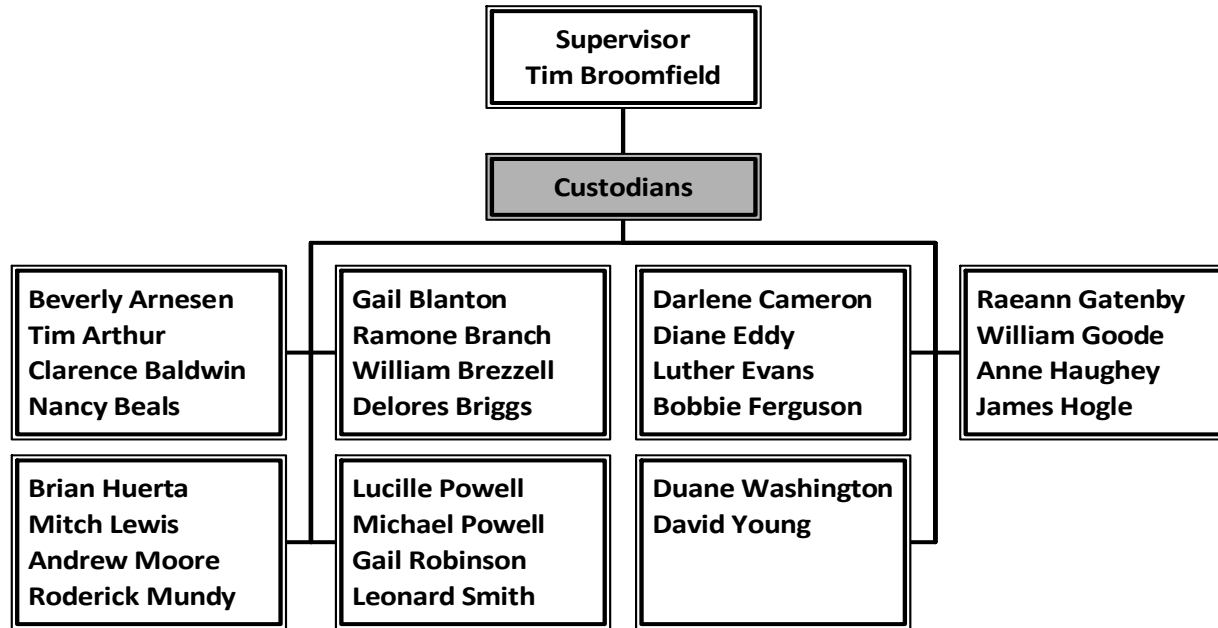 Supervisor
Tim Broomfield
Custodians
Beverly Arnesen
Tim Arthur
Clarence Baldwin
Nancy Beals
Gail Blanton
Ramone Branch
William Brezzell
Delores Briggs
Darlene Cameron
Diane Eddy
Luther Evans
Bobbie Ferguson
Raeann Gatenby
William Goode
Anne Haughey
James Hogle
Brian Huerta
Mitch Lewis
Andrew Moore
Roderick Mundy
Lucille Powell
Michael Powell
Gail Robinson
Leonard Smith
Duane Washington
David Young